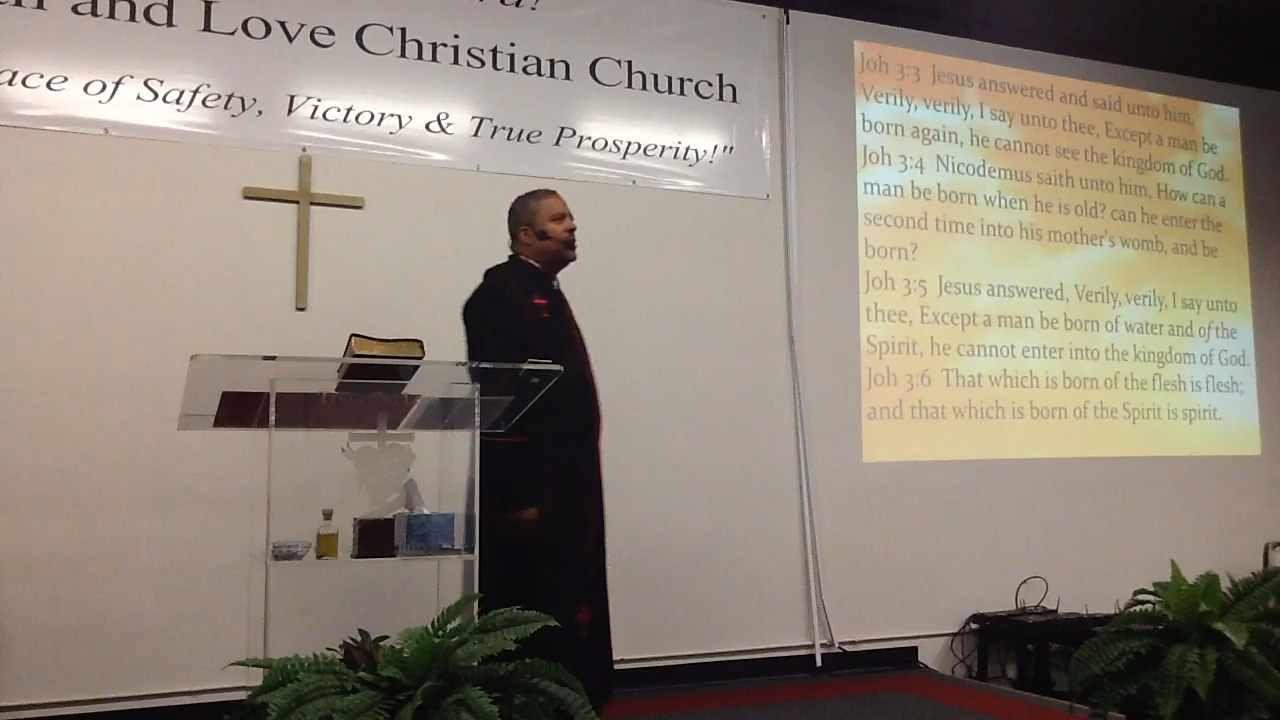 and Love Christian Church
of Safety, Victory & True Prosperity!"
Joh 3:3 Jesus answered and said unto him,
Verily, verily, I say unto thee, Except a man be
born again, he cannot see the kingdom of God.
Joh 3:4 Nicodemus saith unto him, How can a
man be born when he is old? can he enter the
second time into his mother's womb, and be
born?
Joh 3:5 Jesus answered, Verily, verily, I say unto
thee, Except a man be born of water and of the
Spirit, he cannot enter into the kingdom of God.
Joh 3:6 That which is born of the flesh is flesh;
and that which is born of the Spirit is spirit.